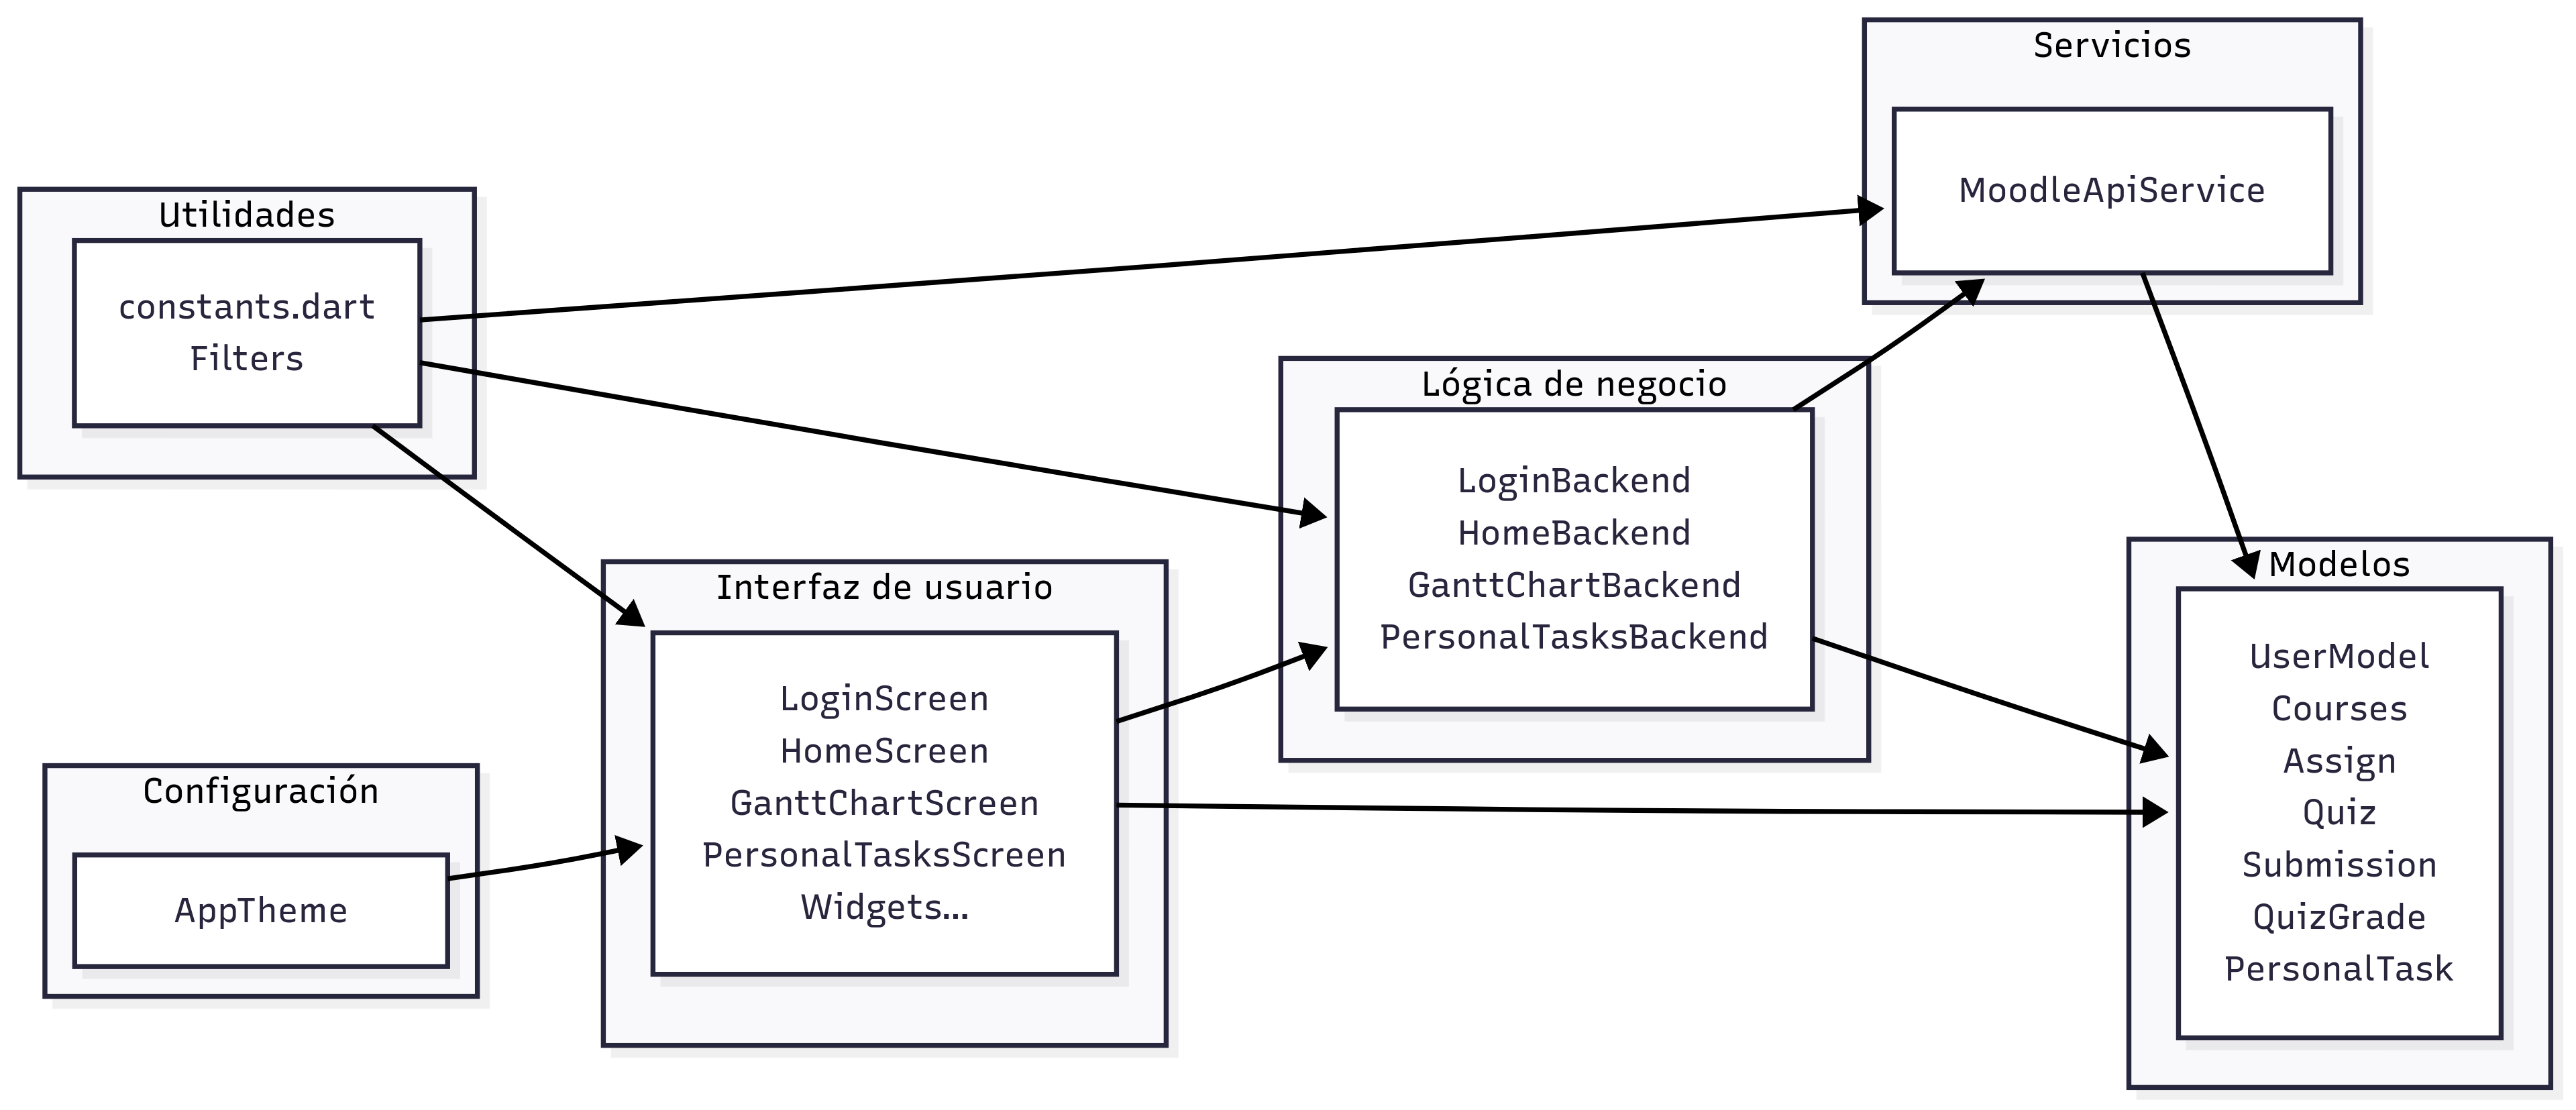 Servicios
MoodleApiService
Utilidades
constants.dart
Filters
Lógica de negocio
LoginBackend
HomeBackend
GanttChartBackend
PersonalTasksBackend
Interfaz de usuario
LoginScreen
HomeScreen
GanttChartScreen
PersonalTasksScreen
Widgets...
Modelos
UserModel
Courses
Assign
Quiz
Submission
QuizGrade
PersonalTask
Configuración
AppTheme